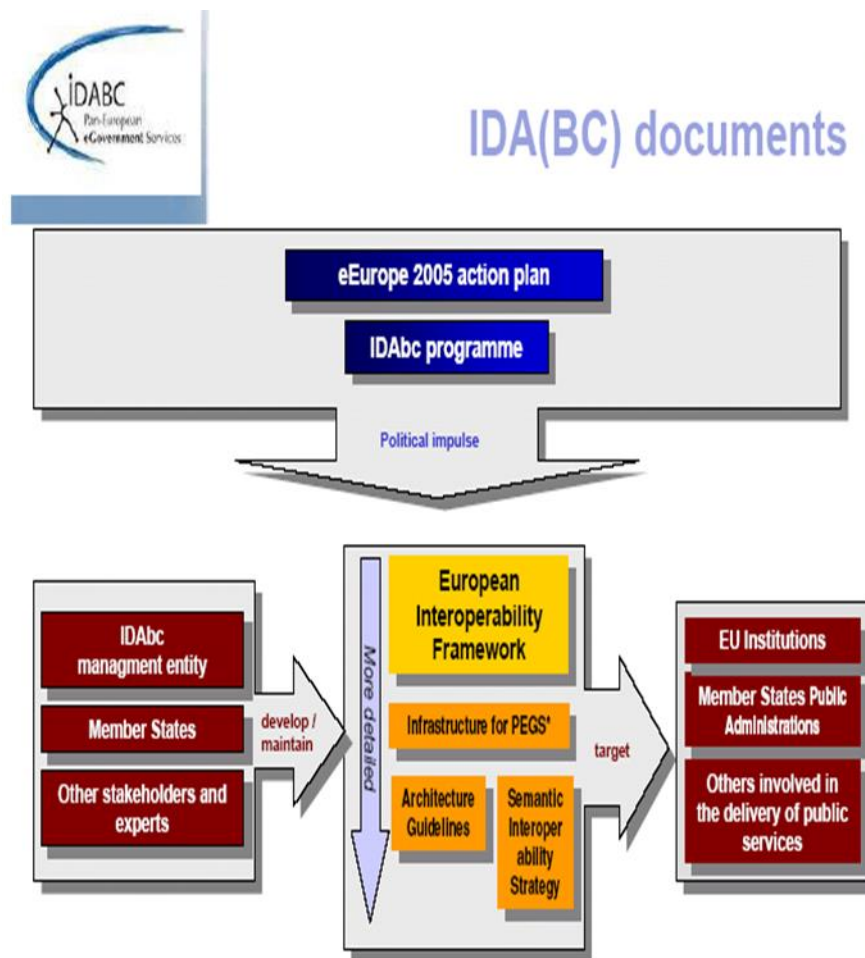 iDABC
Pan-European
eGovernment Services
IDA(BC) documents
eEurope 2005 action plan
IDAbc programme
Political impulse
IDAbc
managment entity
Member States
Other stakeholders and
experts
develop /
maintain
More detailed
European
Interoperability
Framework
Infrastructure for PEGS*
Architecture
Guidelines
Semantic
Interoper
ability
Strategy
target
EU Institutions
Member States Public
Administrations
Others involved in
the delivery of public
services